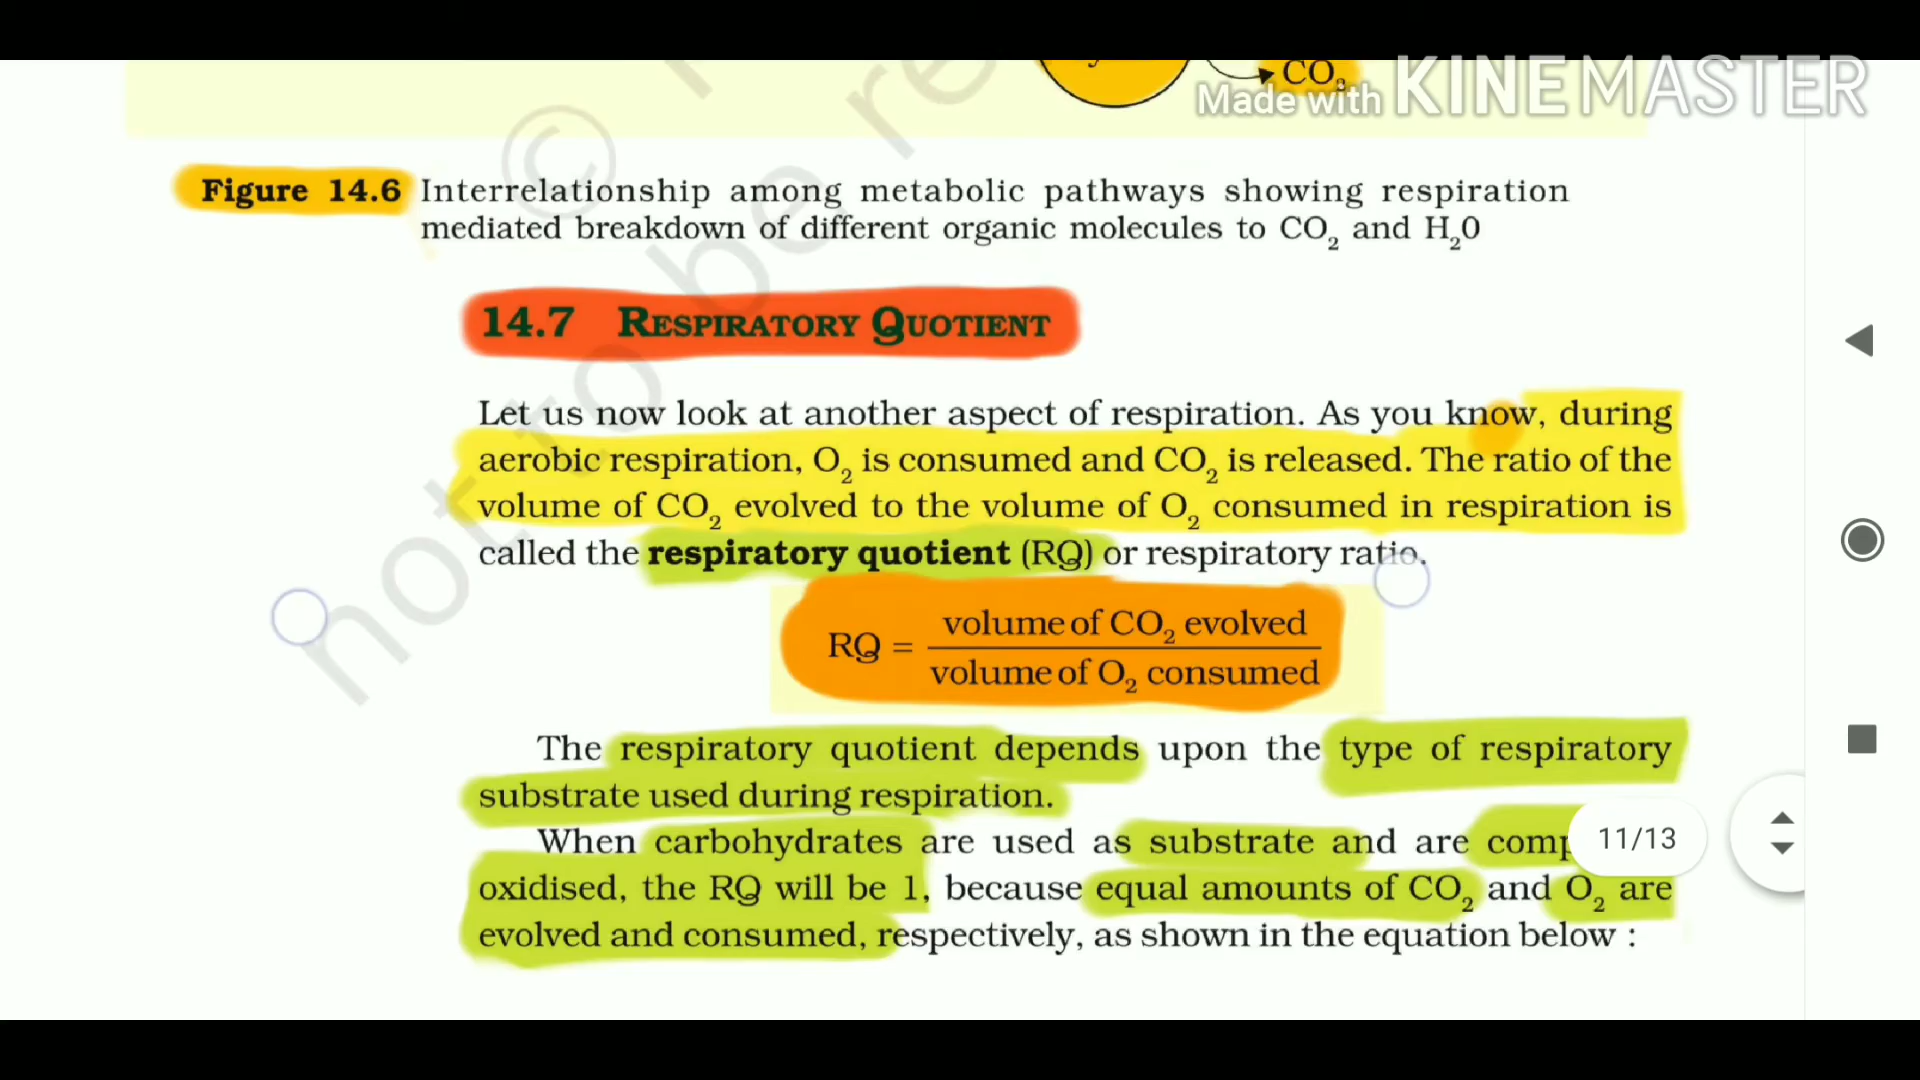 CO₂
Made with KINEMASTER
Figure 14.6 Interrelationship among metabolic pathways showing respiration
mediated breakdown of different organic molecules to CO₂ and H₂0
14.7 RESPIRATORY QUOTIENT
Let us now look at another aspect of respiration. As you know, during
aerobic respiration, O₂ is consumed and CO₂ is released. The ratio of the
volume of CO₂ evolved to the volume of O₂ consumed in respiration is
called the respiratory quotient (RQ) or respiratory ratio.
RQ = volume of CO₂ evolved
volume of O₂ consumed
The respiratory quotient depends upon the type of respiratory
substrate used during respiration.
When carbohydrates are used as substrate and are comp
11/13
oxidised, the RQ will be 1, because equal amounts of CO₂ and O₂ are
evolved and consumed, respectively, as shown in the equation below :
© not to be re